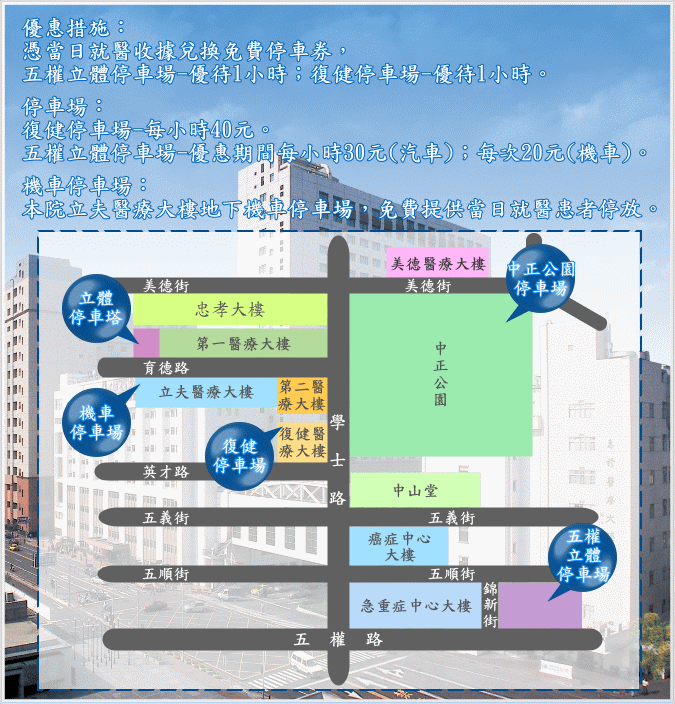 優惠措施：
憑當日就醫收據兌換免費停車券，
五權立體停車場-優待1小時；復健停車場-優待1小時。
停車場：
復健停車場-每小時40元。
五權立體停車場-優惠期間每小時30元(汽車)；每次20元(機車)。
機車停車場：
本院立夫醫療大樓地下機車停車場，免費提供當日就醫患者停放。
美德醫療大樓
中正公園
停車場
美德街
美德街
立體
停車塔
忠孝大樓
第一醫療大樓
中正公園
育德路
立夫醫療大樓
第二醫
療大樓
機車
停車場
復健
停車場
復健醫
療大樓
學士路
英才路
中山堂
五義街
五義街
癌症中心
大樓
五權
立體
停車場
五順街
五順街
急重症中心大樓
錦新街
五權路